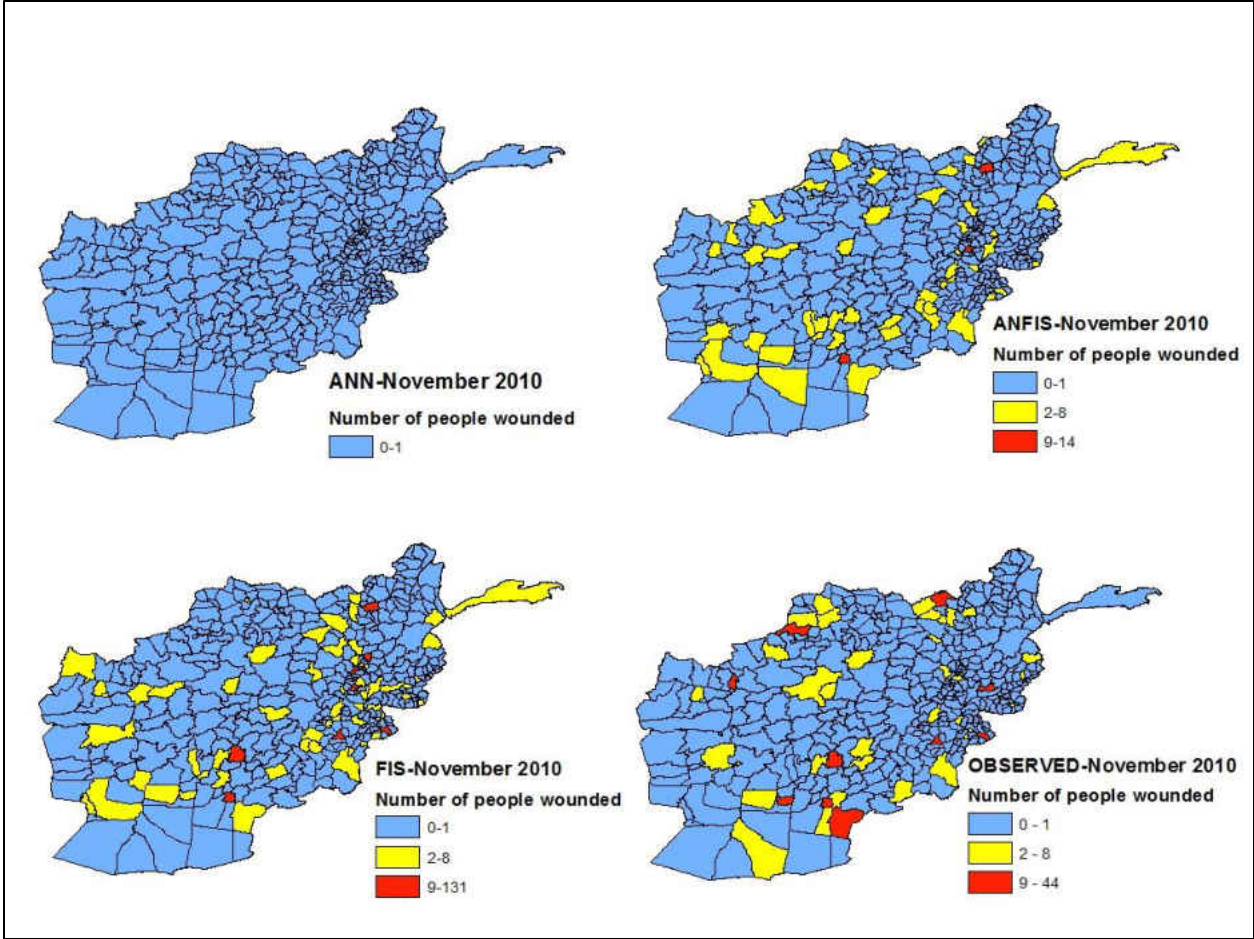 ANN-November 2010
Number of people wounded
0-1
ANFIS-November 2010
Number of people wounded
0-1
2-8
9-14
FIS-November 2010
Number of people wounded
0-1
2-8
9-131
OBSERVED-November 2010
Number of people wounded
0 - 1
2 - 8
9 - 44